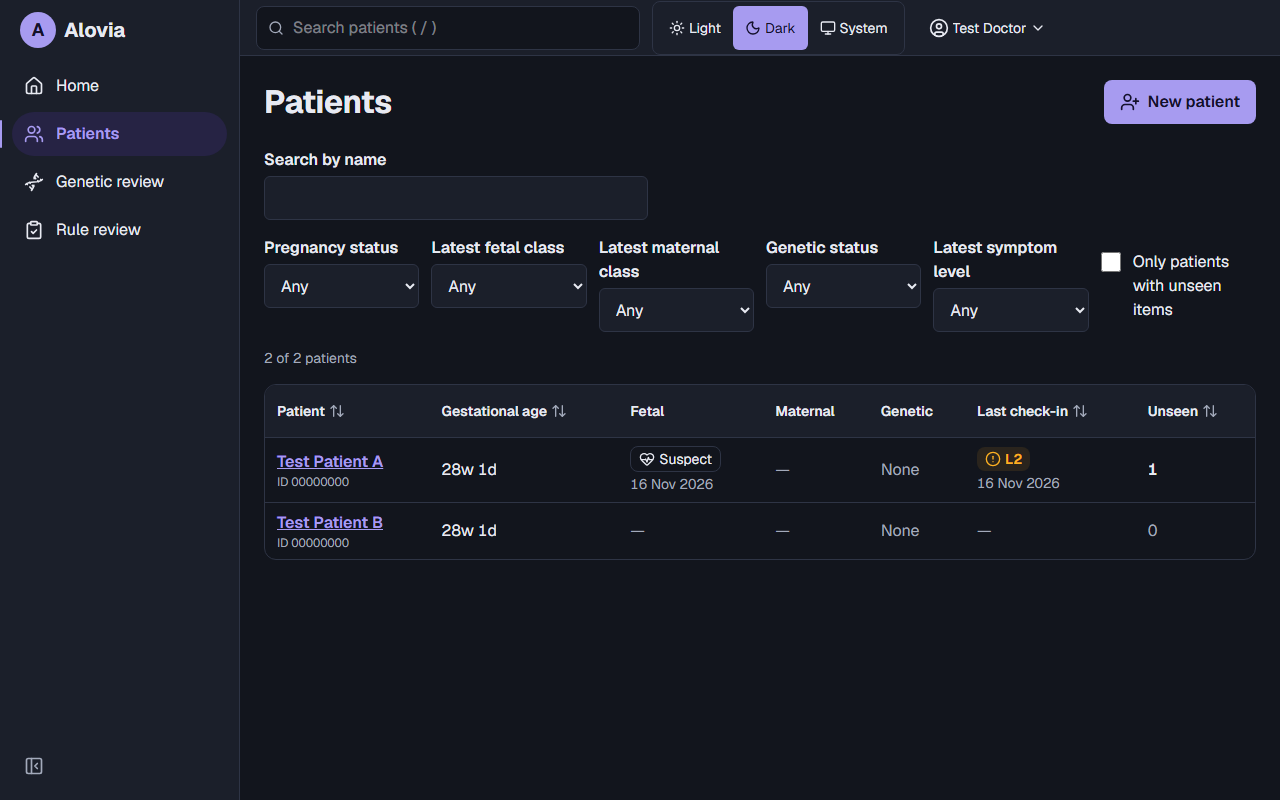 A Alovia
Search patients ( / )
Light
Dark
System
Test Doctor
Home
Patients
Genetic review
Rule review
Patients
New patient
Search by name
Pregnancy status
Any
Latest fetal class
Any
Latest maternal
class
Any
Genetic status
Any
Latest symptom
level
Any
Only patients
with unseen
items
2 of 2 patients
Patient Gestational age Fetal Maternal Genetic Last check-in Unseen
Test Patient A
ID 00000000
28w 1d
Suspect
16 Nov 2026
—
None
L2
16 Nov 2026
1
Test Patient B
ID 00000000
28w 1d
—
—
None
—
0